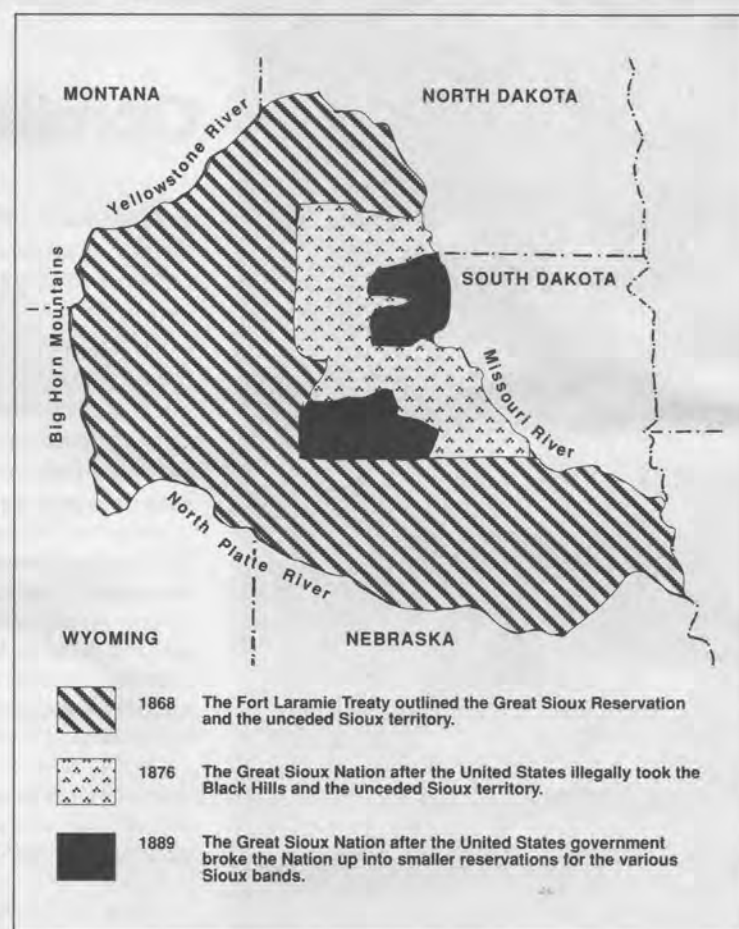 MONTANA
NORTH DAKOTA
Yellowstone River
Big Horn Mountains
SOUTH DAKOTA
Missouri River
North Platte River
WYOMING
NEBRASKA
1868 The Fort Laramie Treaty outlined the Great Sioux Reservation
and the unceded Sioux territory.
1876 The Great Sioux Nation after the United States illegally took the
Black Hills and the unceded Sioux territory.
1889 The Great Sioux Nation after the United States government
broke the Nation up into smaller reservations for the various
Sioux bands.